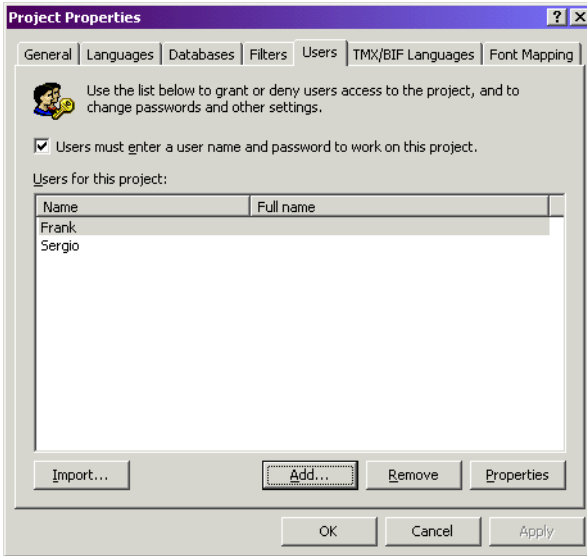 Project Properties
General Languages Databases Filters Users TMX/BIF Languages Font Mapping
Use the list below to grant or deny users access to the project, and to
change passwords and other settings.
Users must enter a user name and password to work on this project.
Users for this project:
Name Full name
Frank
Sergio
Import... Add... Remove Properties
OK Cancel Apply